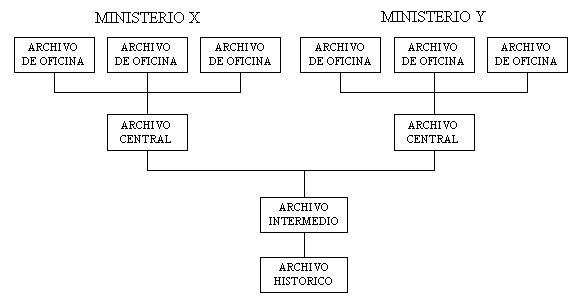 MINISTERIO X
MINISTERIO Y
ARCHIVO
DE OFICINA
ARCHIVO
DE OFICINA
ARCHIVO
DE OFICINA
ARCHIVO
DE OFICINA
ARCHIVO
DE OFICINA
ARCHIVO
DE OFICINA
ARCHIVO
CENTRAL
ARCHIVO
CENTRAL
ARCHIVO
INTERMEDIO
ARCHIVO
HISTORICO